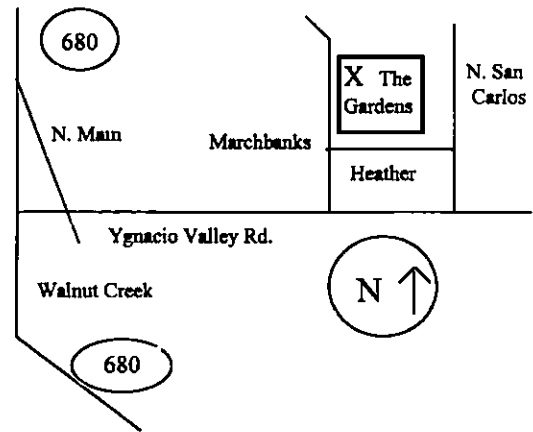 680
N. Main
Marchbanks
X The
Gardens
N. San
Carlos
Heather
Ygnacio Valley Rd.
Walnut Creek
N
680